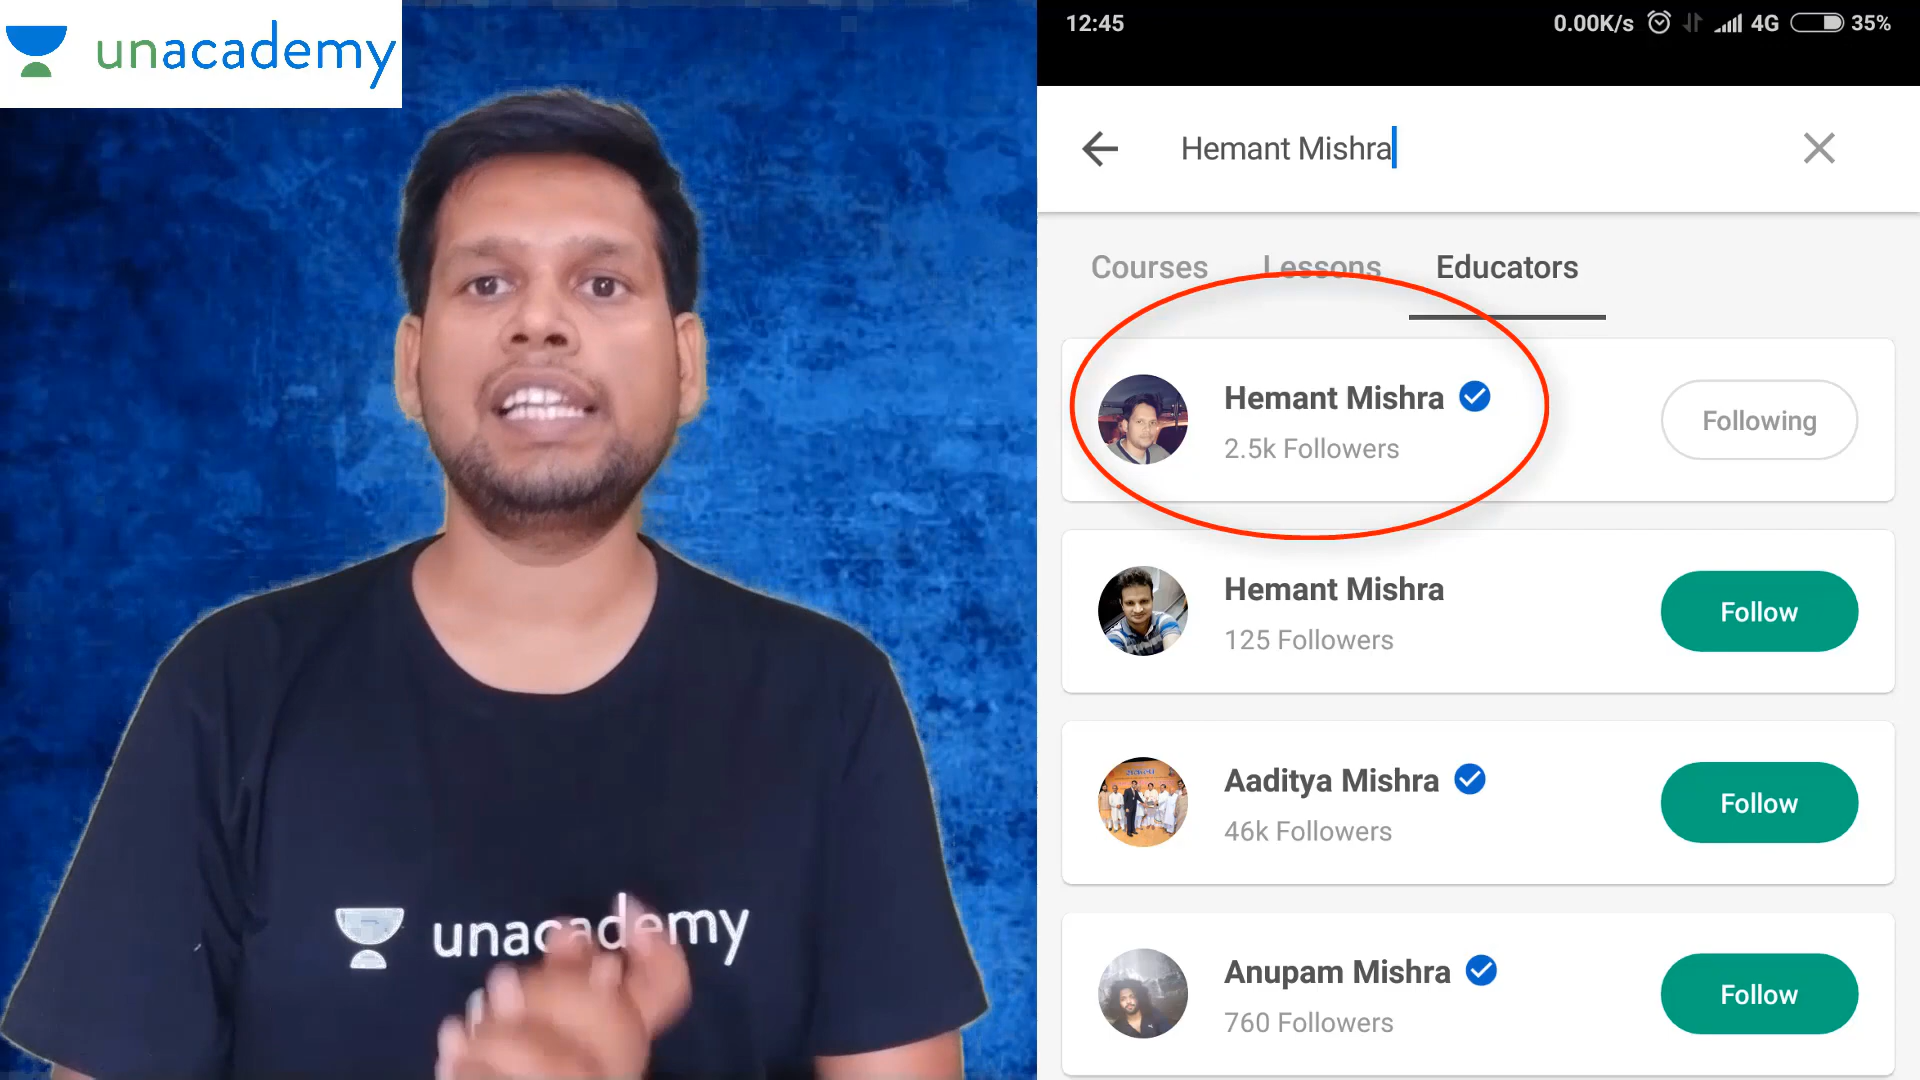 unacademy
unacademy
12:45
0.00K/s 4G 35%
Hemant Mishra
Courses Lessons Educators
Hemant Mishra
2.5k Followers
Following
Hemant Mishra
125 Followers
Follow
Aaditya Mishra
46k Followers
Follow
Anupam Mishra
760 Followers
Follow